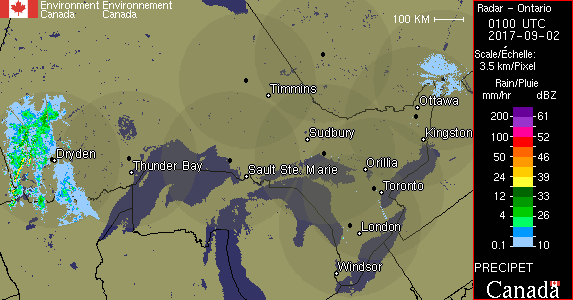 Environment Environnement
Canada Canada
100 KM
Timmins
Ottawa
Sudbury
Kingston
Dryden
Thunder Bay
Sault Ste. Marie
Orillia
Toronto
London
Windsor
Radar - Ontario
0100 UTC
2017-09-02
Scale/Échelle:
3.5 km/Pixel
Rain/Pluie
mm/hr dBZ
200 61
100 52
50 46
24 39
12 33
4 26
0.1 10
PRECIPET
Canada